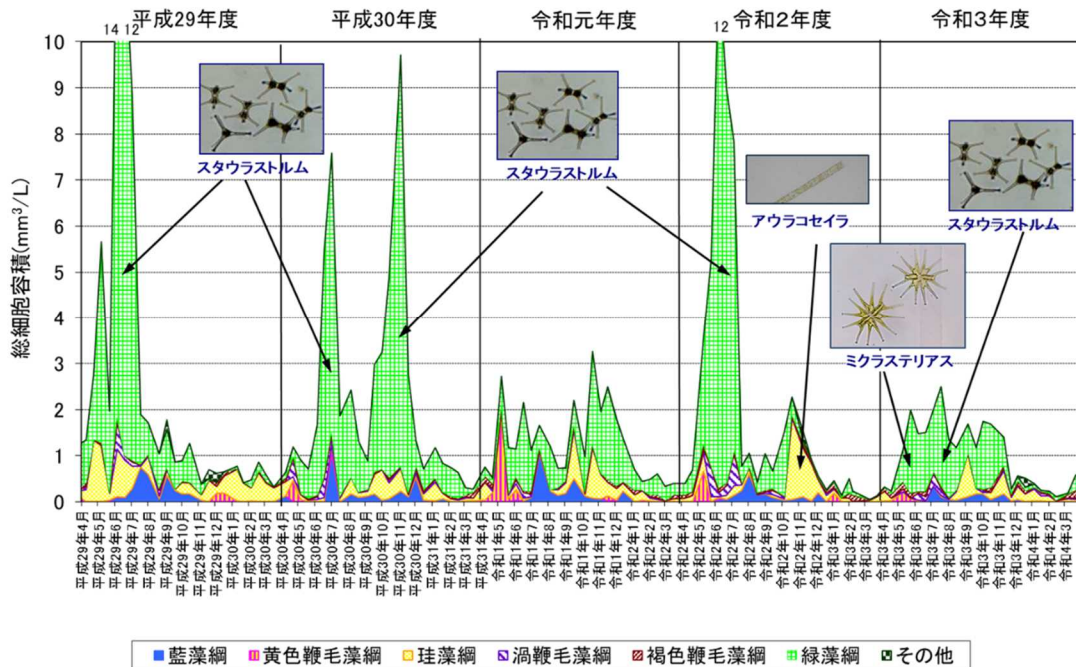 平成29年度
平成30年度
令和元年度
令和2年度
令和3年度
14 12
12
総細胞容積(mm³/L)
10
9
8
7
6
5
4
3
2
1
0
スタウラストルム
スタウラストルム
アウラコセイラ
スタウラストルム
ミクラステリアス
平成29年4月
平成29年5月
平成29年6月
平成29年7月
平成29年8月
平成29年9月
平成29年10月
平成29年11月
平成29年12月
平成30年1月
平成30年2月
平成30年3月
平成30年4月
平成30年5月
平成30年6月
平成30年7月
平成30年8月
平成30年9月
平成30年10月
平成30年11月
平成30年12月
平成31年1月
平成31年2月
平成31年3月
平成31年4月
令和1年5月
令和1年6月
令和1年7月
令和1年8月
令和1年9月
令和1年10月
令和1年11月
令和1年12月
令和2年1月
令和2年2月
令和2年3月
令和2年4月
令和2年5月
令和2年6月
令和2年7月
令和2年8月
令和2年9月
令和2年10月
令和2年11月
令和2年12月
令和3年1月
令和3年2月
令和3年3月
令和3年4月
令和3年5月
令和3年6月
令和3年7月
令和3年8月
令和3年9月
令和3年10月
令和3年11月
令和3年12月
令和4年1月
令和4年2月
令和4年3月
藍藻綱 黄色鞭毛藻綱 珪藻綱 渦鞭毛藻綱 褐色鞭毛藻綱 緑藻綱 その他